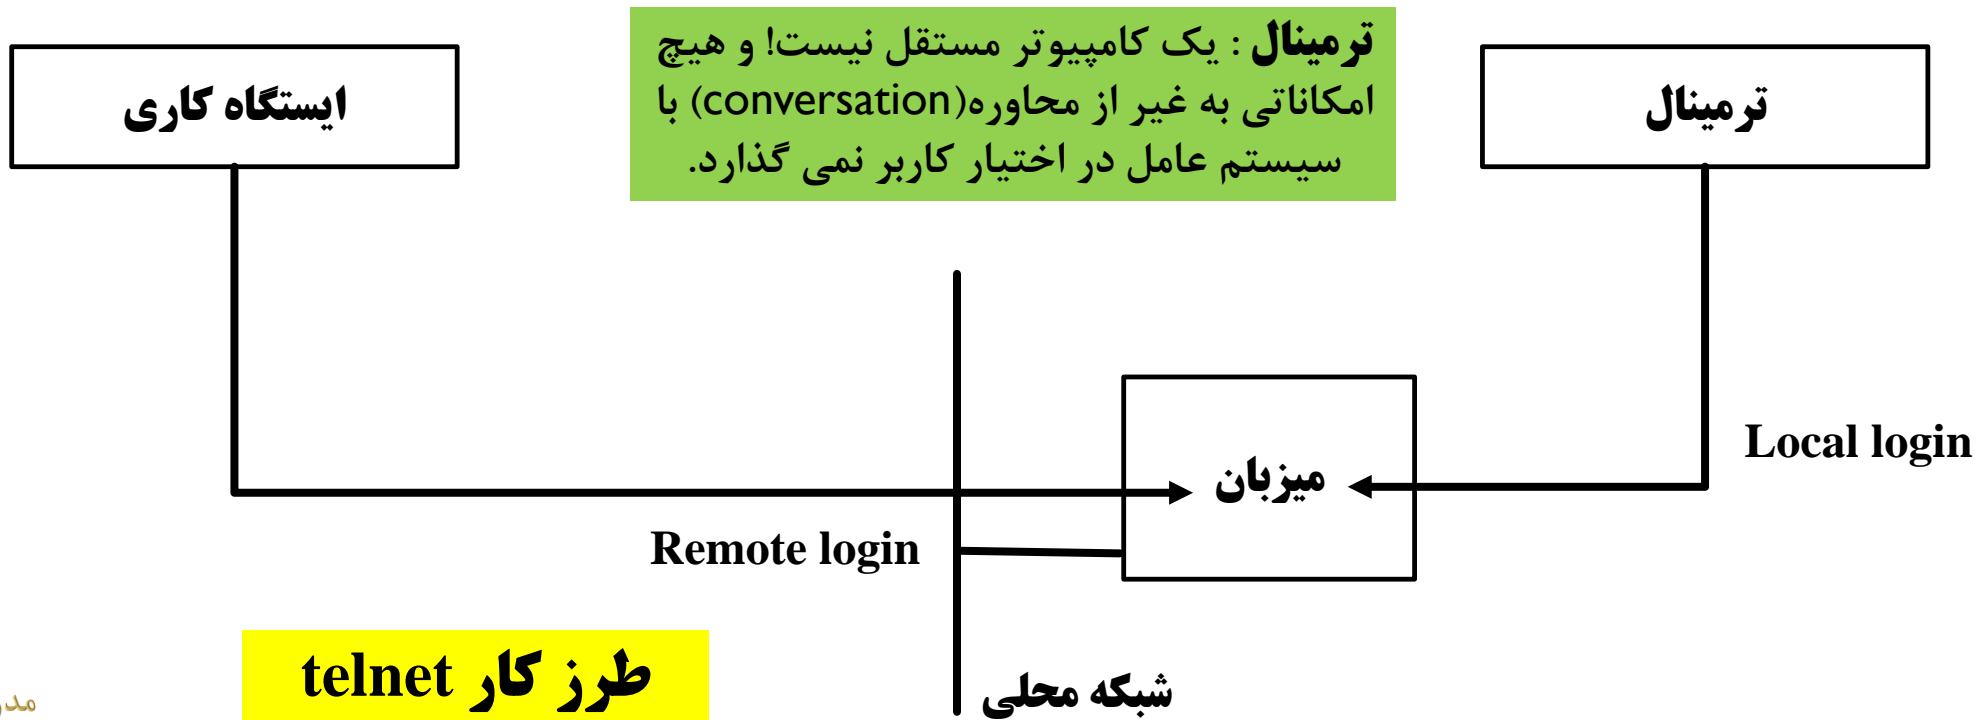 ترمینال : یک کامپیوتر مستقل نیست! و هیچ
امکاناتی به غیر از محاوره(conversation) با
سیستم عامل در اختیار کاربر نمی گذارد.
ترمینال
ایستگاه کاری
Local login
میزبان
Remote login
طرز کار telnet
شبکه محلی